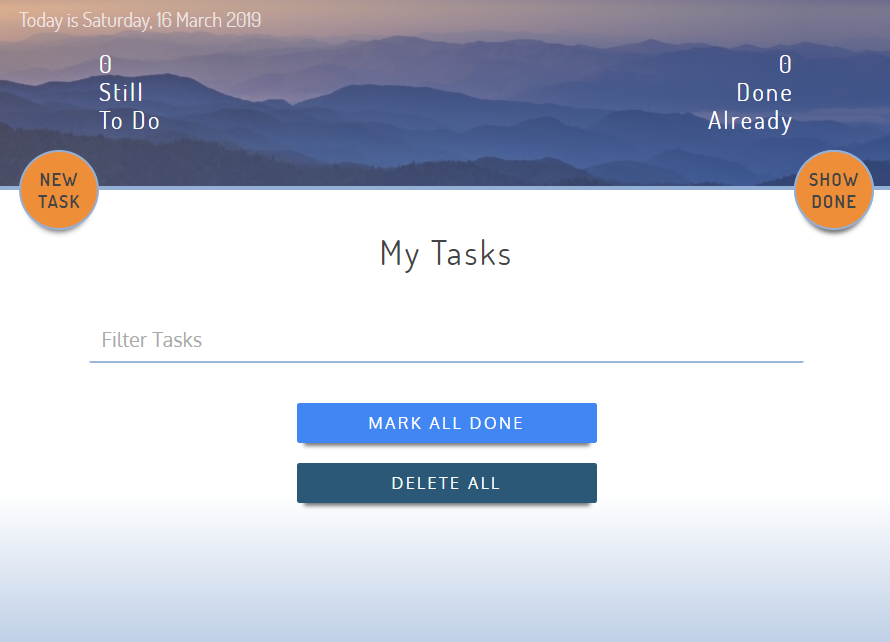 Today is Saturday, 16 March 2019
0
Still
To Do
0
Done
Already
NEW
TASK
SHOW
DONE
My Tasks
Filter Tasks
MARK ALL DONE
DELETE ALL